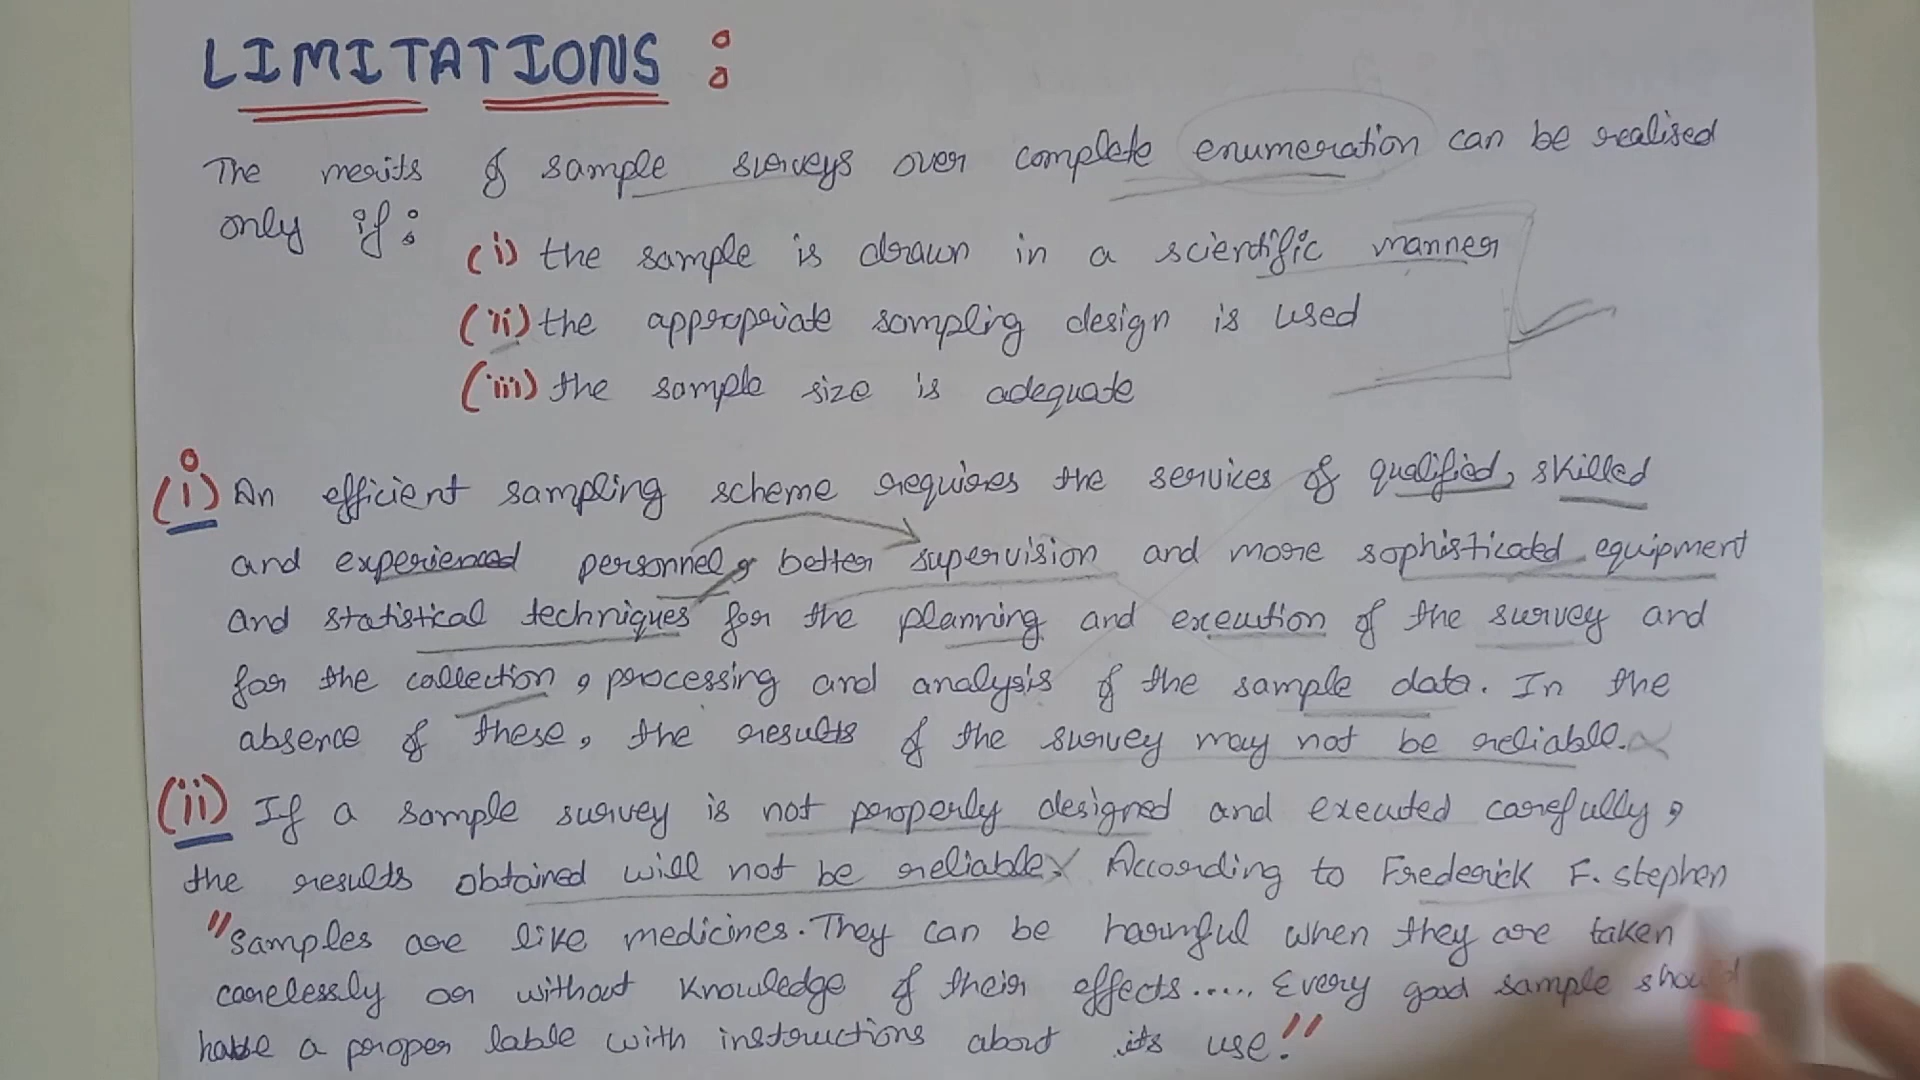 LIMITATIONS :
The merits of sample surveys over complete enumeration can be realised
only if :
(i) the sample is drawn in a scientific manner
(ii) the appropriate sampling design is used
(iii) the sample size is adequate
(i) An efficient sampling scheme requires the services of qualified, skilled
and experienced personnel, better supervision and more sophisticated equipment
and statistical techniques for the planning and execution of the survey and
for the collection, processing and analysis of the sample data. In the
absence of these, the results of the survey may not be reliable.
(ii) If a sample survey is not properly designed and executed carefully,
the results obtained will not be reliable. According to Frederick F. Stephen
"Samples are like medicines. They can be harmful when they are taken
carelessly or without knowledge of their effects..... Every good sample shou
have a proper lable with instructions about its use."